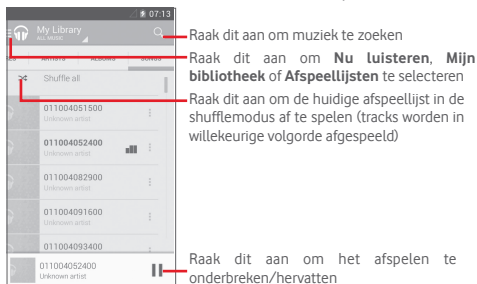 07:13
My Library
ALL MUSIC
ARTISTS ALBUMS SONGS
Shuffle all
011004051500
Unknown artist
011004052400
Unknown artist
011004082900
Unknown artist
011004091600
Unknown artist
011004093400
011004052400
Unknown artist
Raak dit aan om muziek te zoeken
Raak dit aan om Nu luisteren, Mijn
bibliotheek of Afspeellijsten te selecteren
Raak dit aan om de huidige afspeellijst in de
shufflemodus af te spelen (tracks worden in
willekeurige volgorde afgespeeld)
Raak dit aan om het afspelen te
onderbreken/hervatten